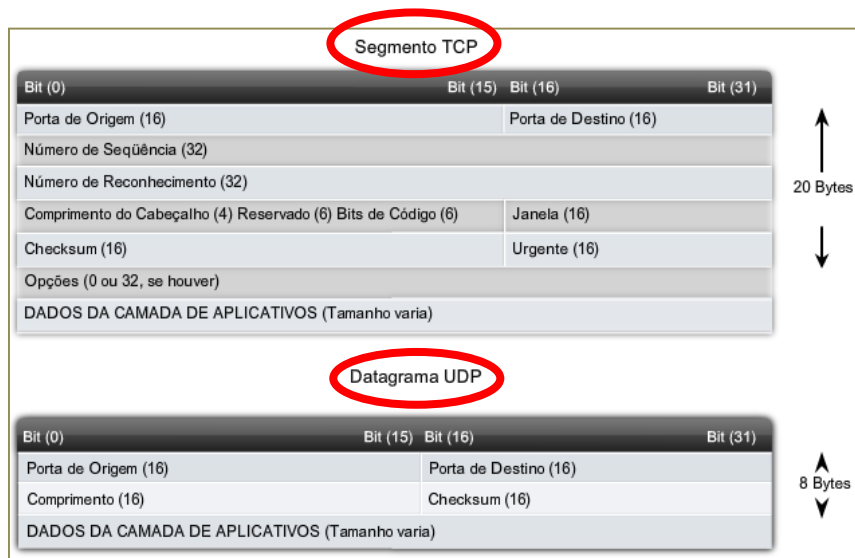 Segmento TCP
Bit (0) Bit (15) Bit (16) Bit (31)
Porta de Origem (16) Porta de Destino (16)
Número de Seqüência (32)
Número de Reconhecimento (32)
20 Bytes
Comprimento do Cabeçalho (4) Reservado (6) Bits de Código (6) Janela (16)
Checksum (16) Urgente (16)
Opções (0 ou 32, se houver)
DADOS DA CAMADA DE APLICATIVOS (Tamanho varia)
Datagrama UDP
Bit (0) Bit (15) Bit (16) Bit (31)
Porta de Origem (16) Porta de Destino (16)
8 Bytes
Comprimento (16) Checksum (16)
DADOS DA CAMADA DE APLICATIVOS (Tamanho varia)